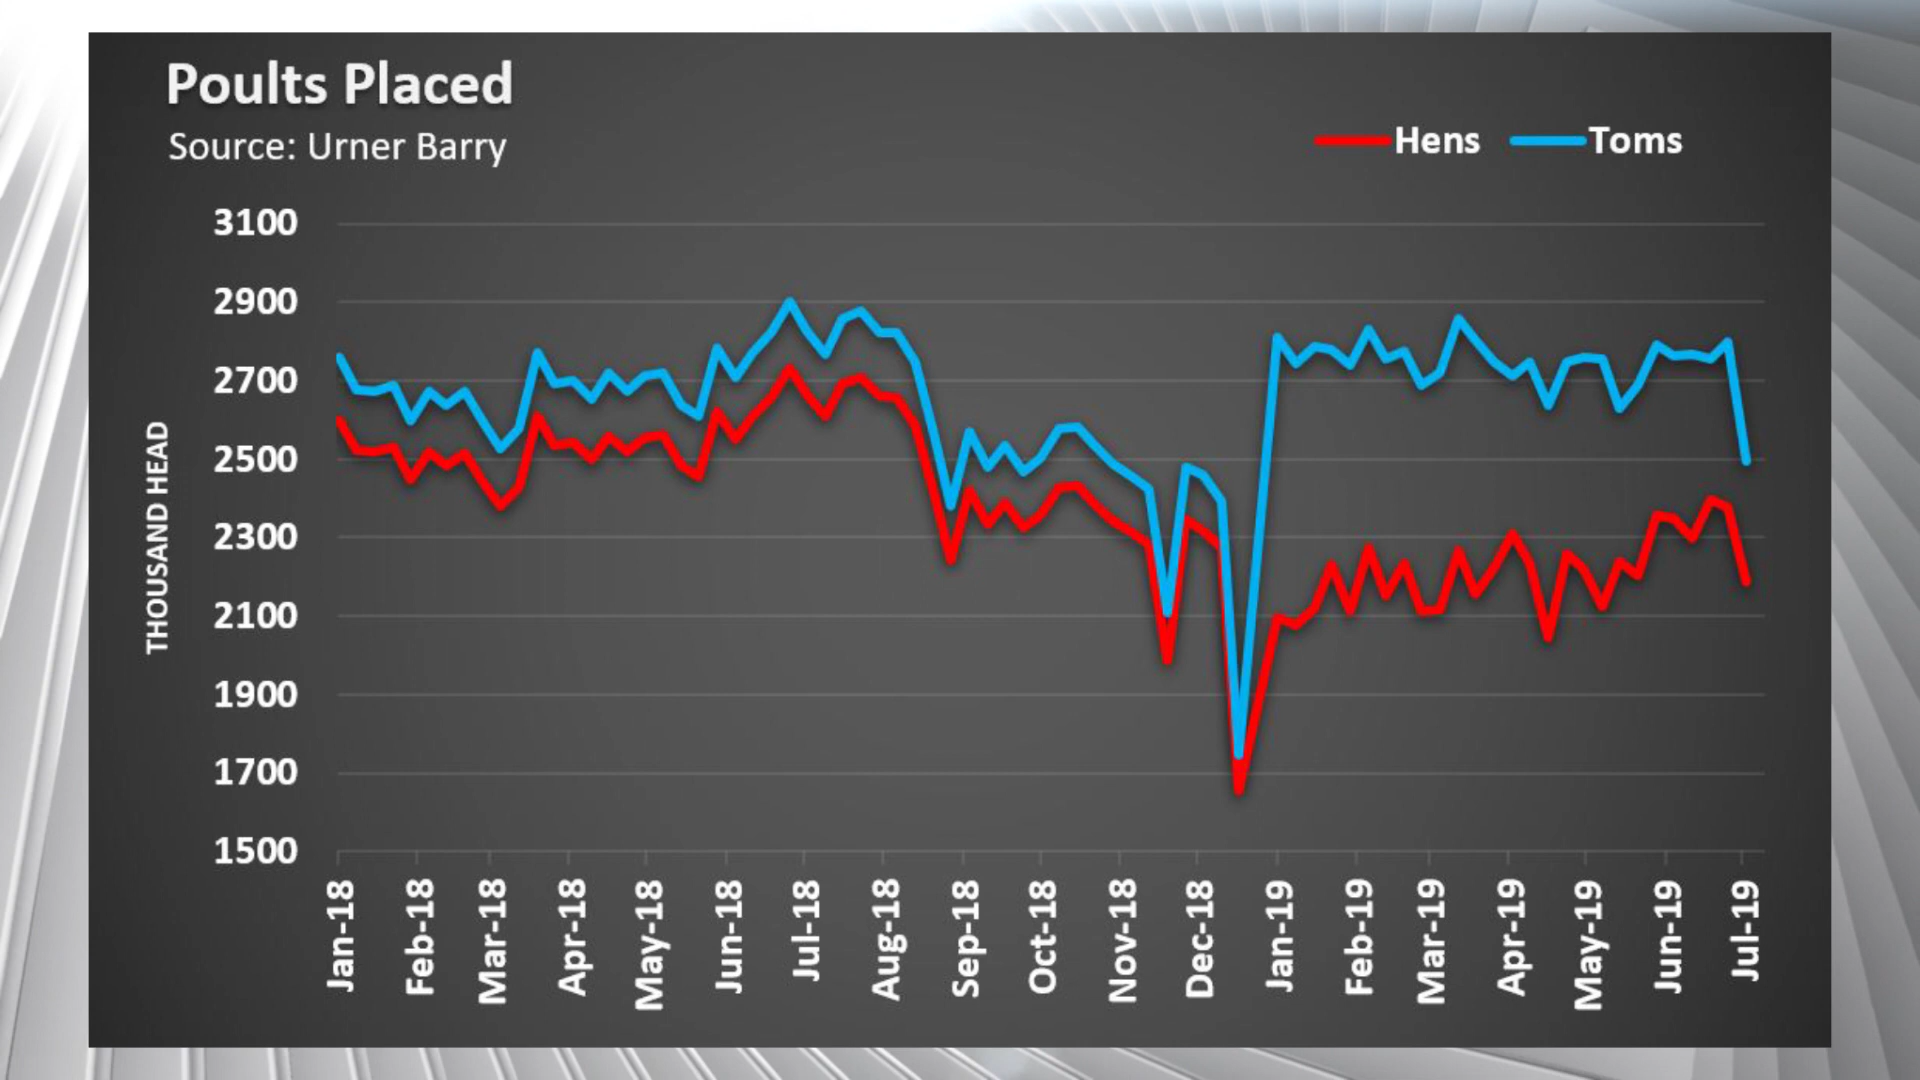 Poults Placed
Source: Urner Barry
Hens
Toms
THOUSAND HEAD
3100
2900
2700
2500
2300
2100
1900
1700
1500
Jan-18
Feb-18
Mar-18
Apr-18
May-18
Jun-18
Jul-18
Aug-18
Sep-18
Oct-18
Nov-18
Dec-18
Jan-19
Feb-19
Mar-19
Apr-19
May-19
Jun-19
Jul-19